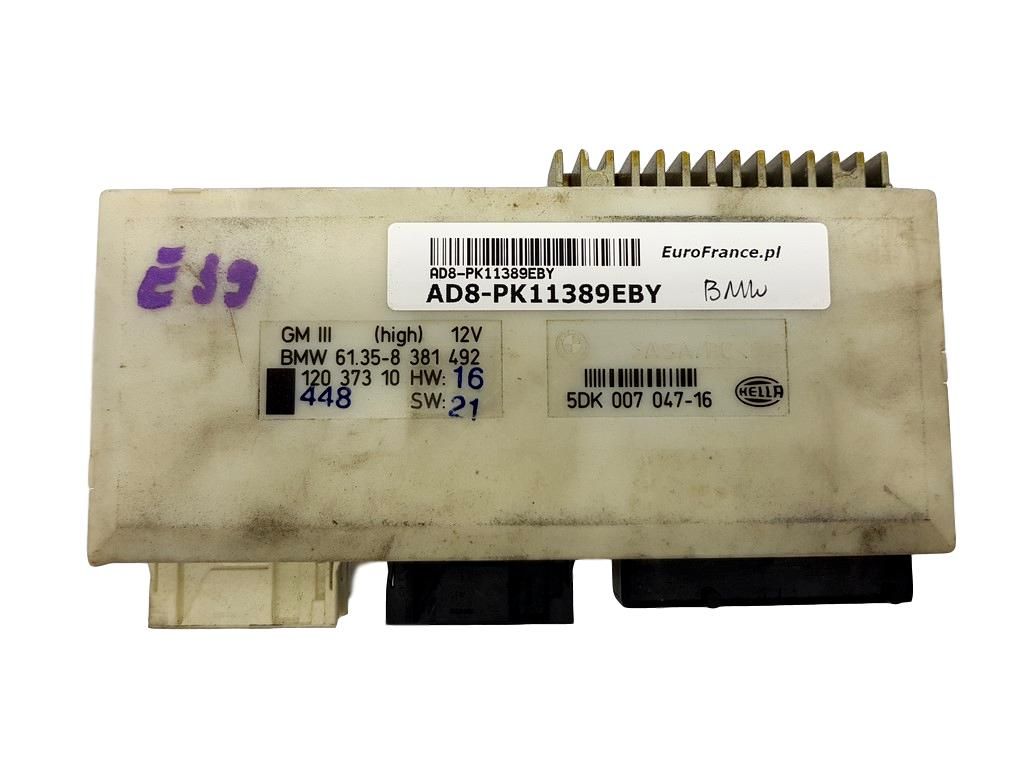 EuroFrance.pl
AD8-PK11389EBY
AD8-PK11389EBY
BMW
E39
GM III (high) 12V
BMW 61.35-8 381 492
120 373 10 HW: 16
448 SW: 21
5DK 007 047-16
HELLA